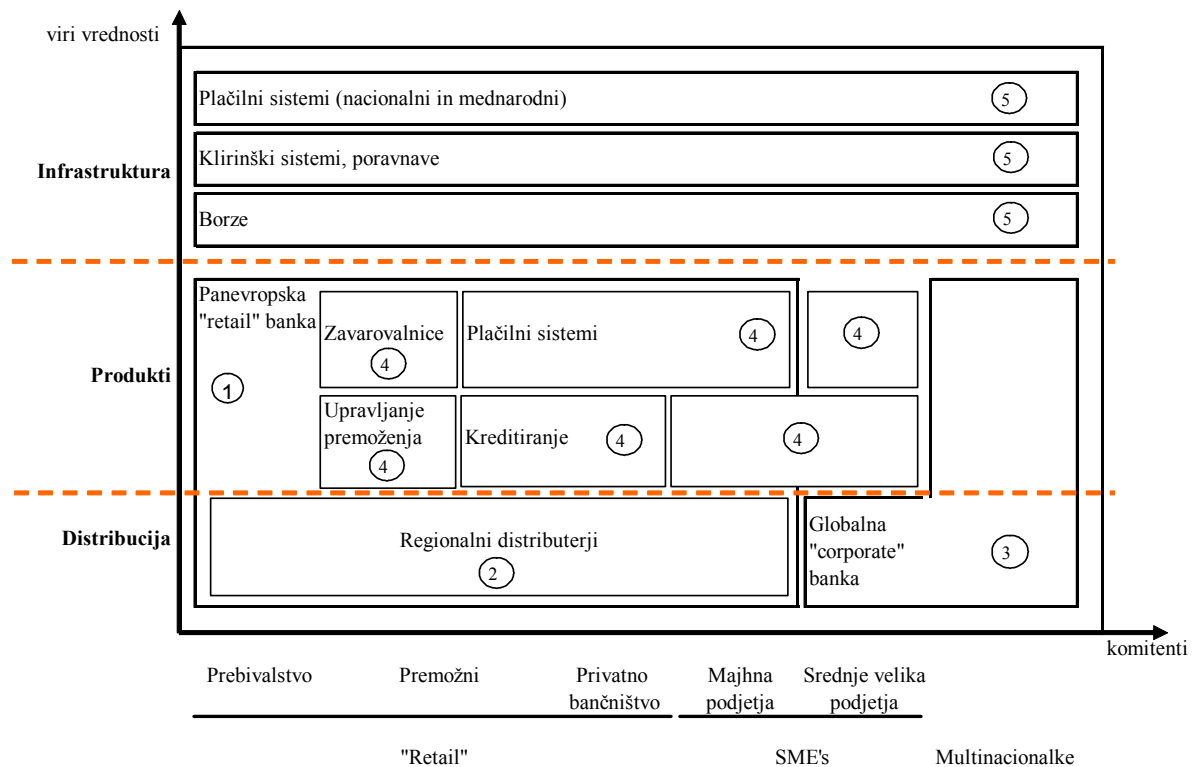 viri vrednosti
Infrastruktura
Plačilni sistemi (nacionalni in mednarodni)
5
Klirinški sistemi, poravnave
5
Borze
5
Produkti
Panevropska
"retail" banka
1
Zavarovalnice
4
Plačilni sistemi
4
4
Upravljanje
premoženja
4
Kreditiranje
4
4
Distribucija
Regionalni distributerji
2
Globalna
"corporate"
banka
3
komitenti
Prebivalstvo
Premožni
Privatno
bančništvo
Majhna
podjetja
Srednje velika
podjetja
"Retail"
SME's
Multinacionalke